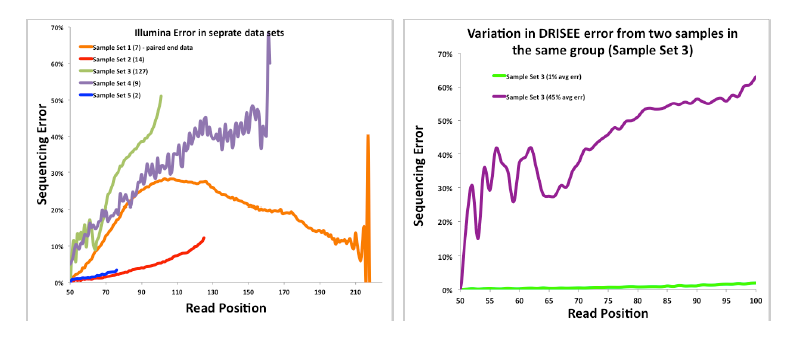 Illumina Error in seprate data sets
Sample Set 1 (7) - paired end data
Sample Set 2 (14)
Sample Set 3 (127)
Sample Set 4 (9)
Sample Set 5 (2)
Sequencing Error
70%
60%
50%
40%
30%
20%
10%
0%
50 70 90 110 130 150 170 190 210
Read Position
Variation in DRISEE error from two samples in
the same group (Sample Set 3)
Sample Set 3 (1% avg err)
Sample Set 3 (45% avg err)
Sequencing Error
70%
60%
50%
40%
30%
20%
10%
0%
50 55 60 65 70 75 80 85 90 95 100
Read Position